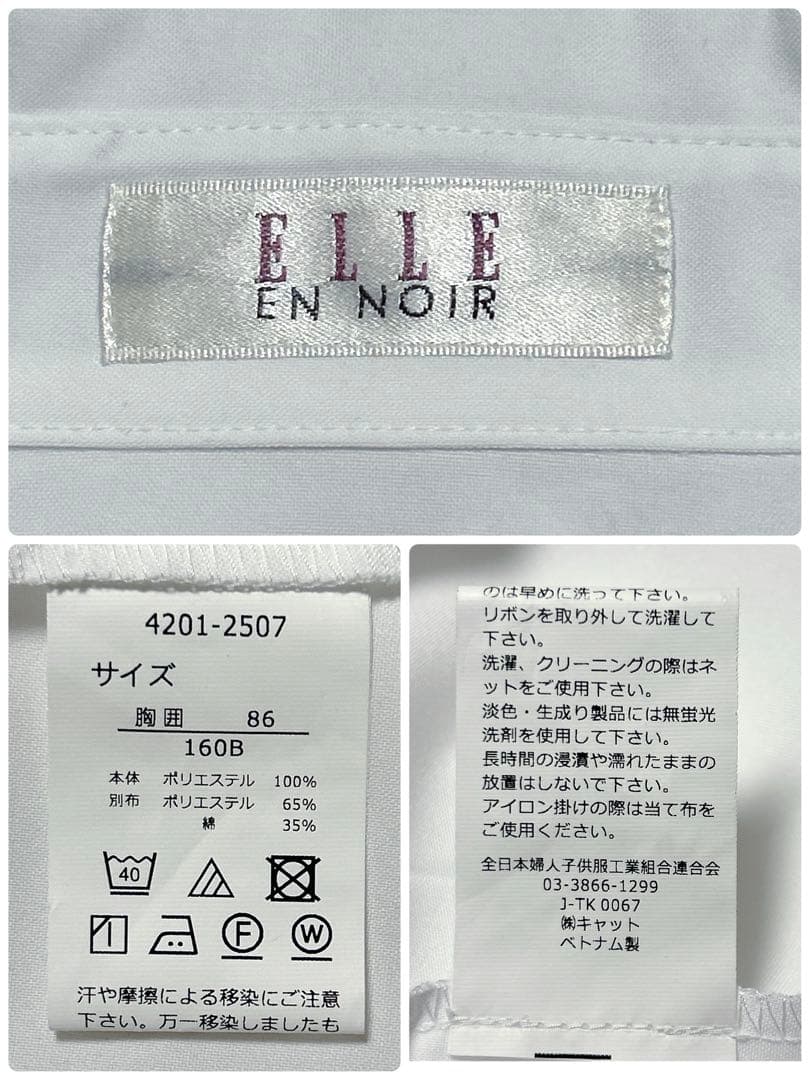 ELLE
EN NOIR
4201-2507
サイズ
胸囲 86
160B
本体 ポリエステル 100%
別布 ポリエステル 65%
綿 35%
40
F W
汗や摩擦による移染にご注意
下さい。万一移染しましたも
のは早めに洗って下さい。
リボンを取り外して洗濯して
下さい。
洗濯、クリーニングの際はネ
ットをご使用下さい。
淡色・生成り製品には無蛍光
洗剤を使用して下さい。
長時間の浸漬や濡れたままの
放置はしないで下さい。
アイロン掛けの際は当て布を
ご使用ください。
全日本婦人子供服工業組合連合会
03-3866-1299
J-TK 0067
㈱キャット
ベトナム製